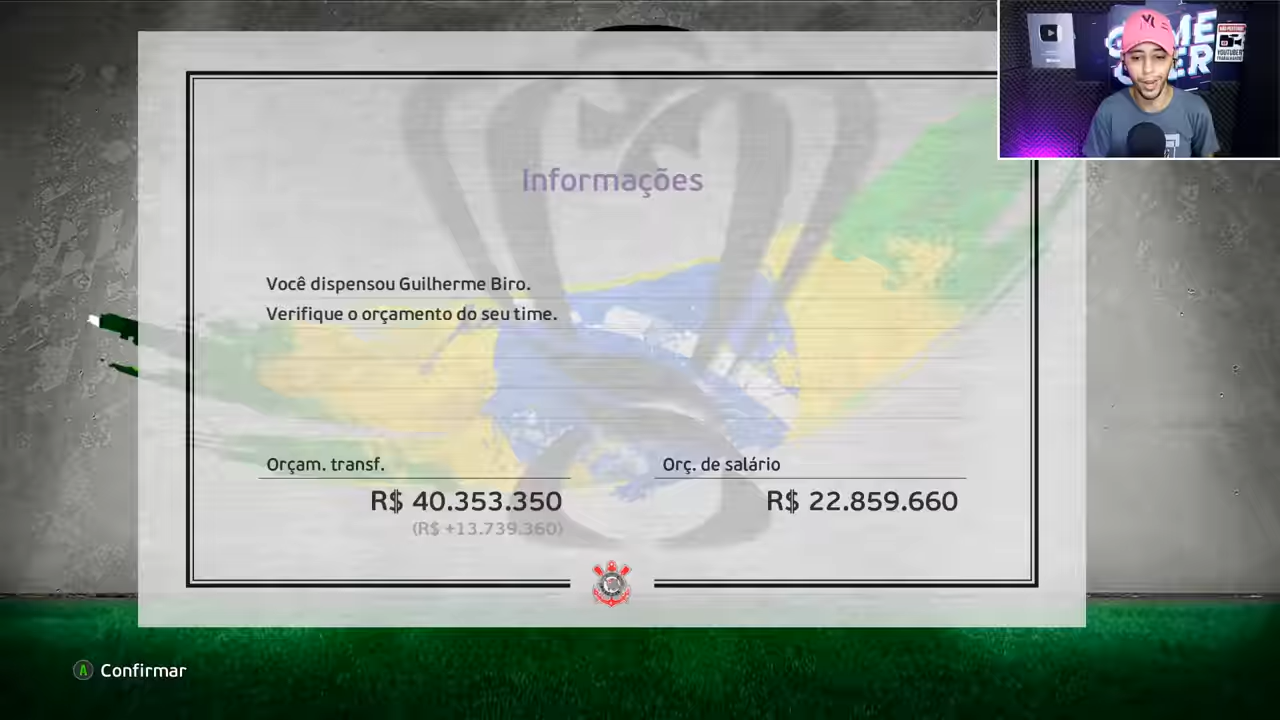 Informações
Você dispensou Guilherme Biro.
Verifique o orçamento do seu time.
Orçam. transf.
R$ 40.353.350
(R$ +13.739.360)
Orç. de salário
R$ 22.859.660
A Confirmar